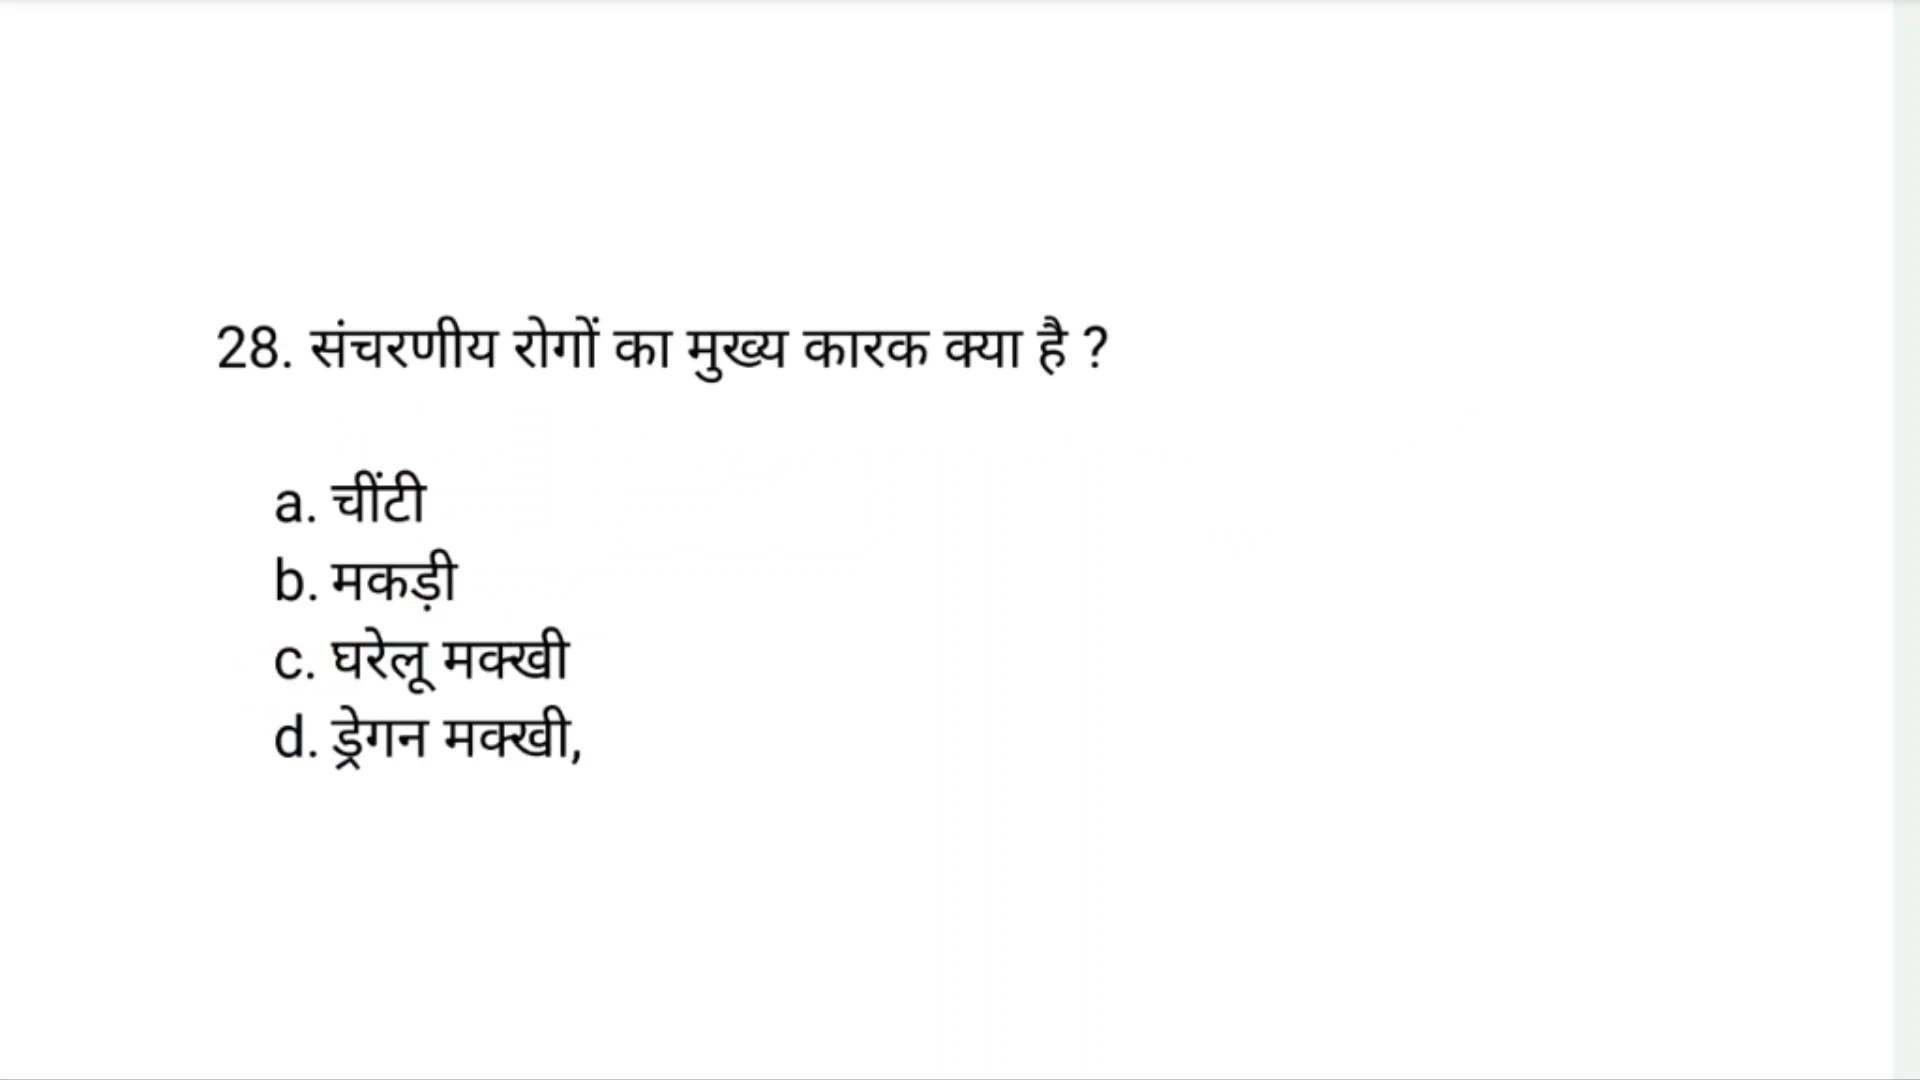 28. संचरणीय रोगों का मुख्य कारक क्या है ?
a. चींटी
b. मकड़ी
c. घरेलू मक्खी
d. ड्रेगन मक्खी,